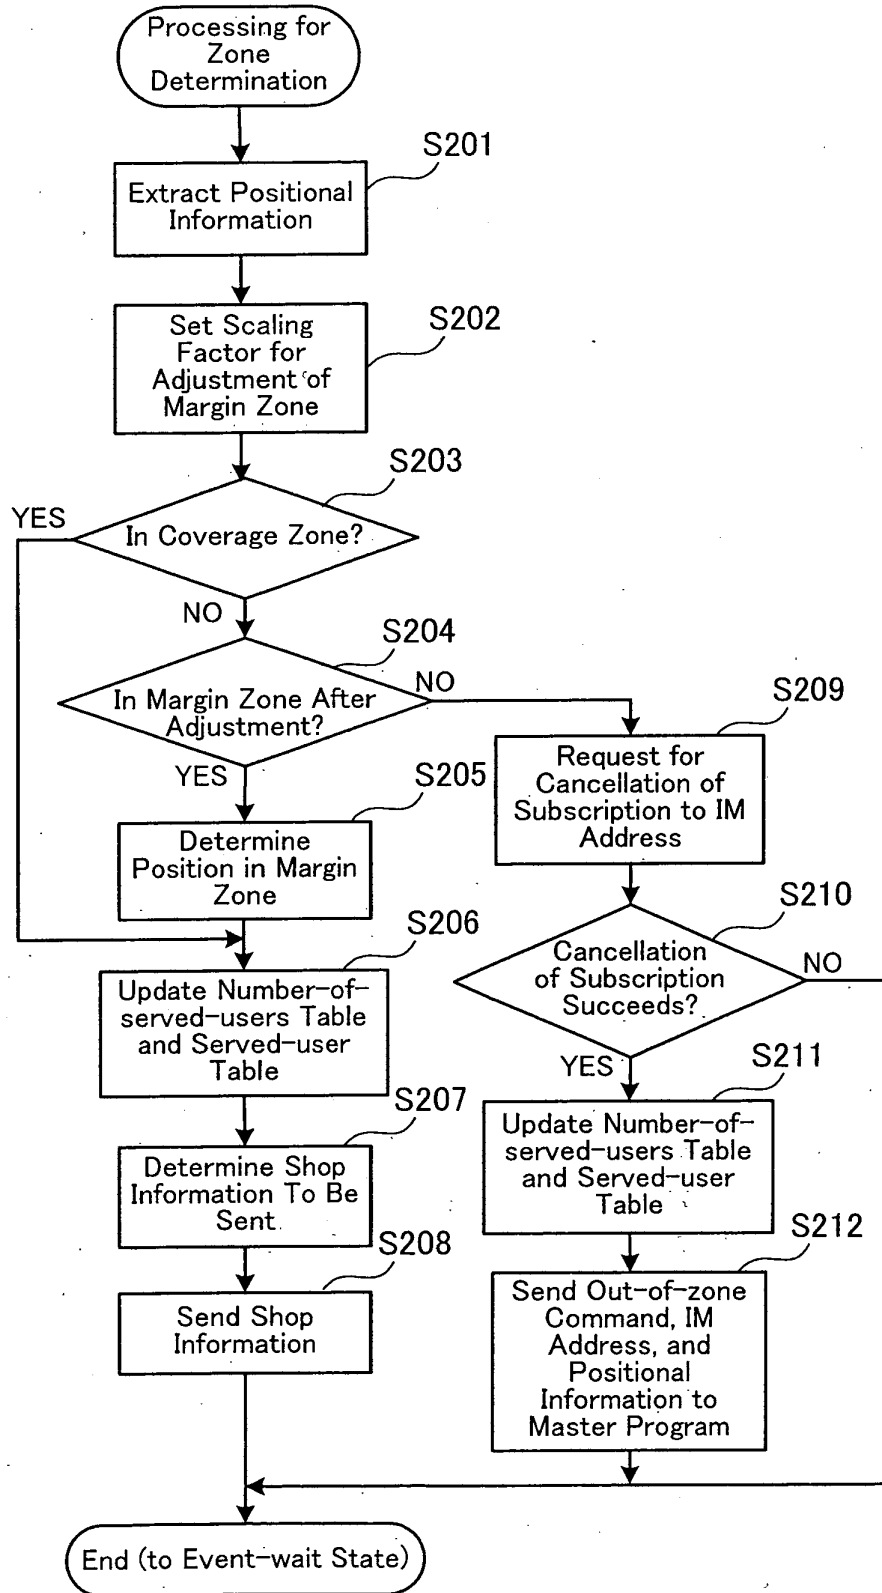 Processing for
Zone
Determination
S201
Extract Positional
Information
S202
Set Scaling
Factor for
Adjustment of
Margin Zone
S203
YES
In Coverage Zone?
NO
S204
In Margin Zone After
Adjustment?
NO
YES
S205
Determine
Position in Margin
Zone
S206
Update Number-of-
served-users Table
and Served-user
Table
S207
Determine Shop
Information To Be
Sent
S208
Send Shop
Information
S209
Request for
Cancellation of
Subscription to IM
Address
S210
Cancellation
of Subscription
Succeeds?
NO
YES
S211
Update Number-of-
served-users Table
and Served-user
Table
S212
Send Out-of-zone
Command, IM
Address, and
Positional
Information to
Master Program
End (to Event-wait State)